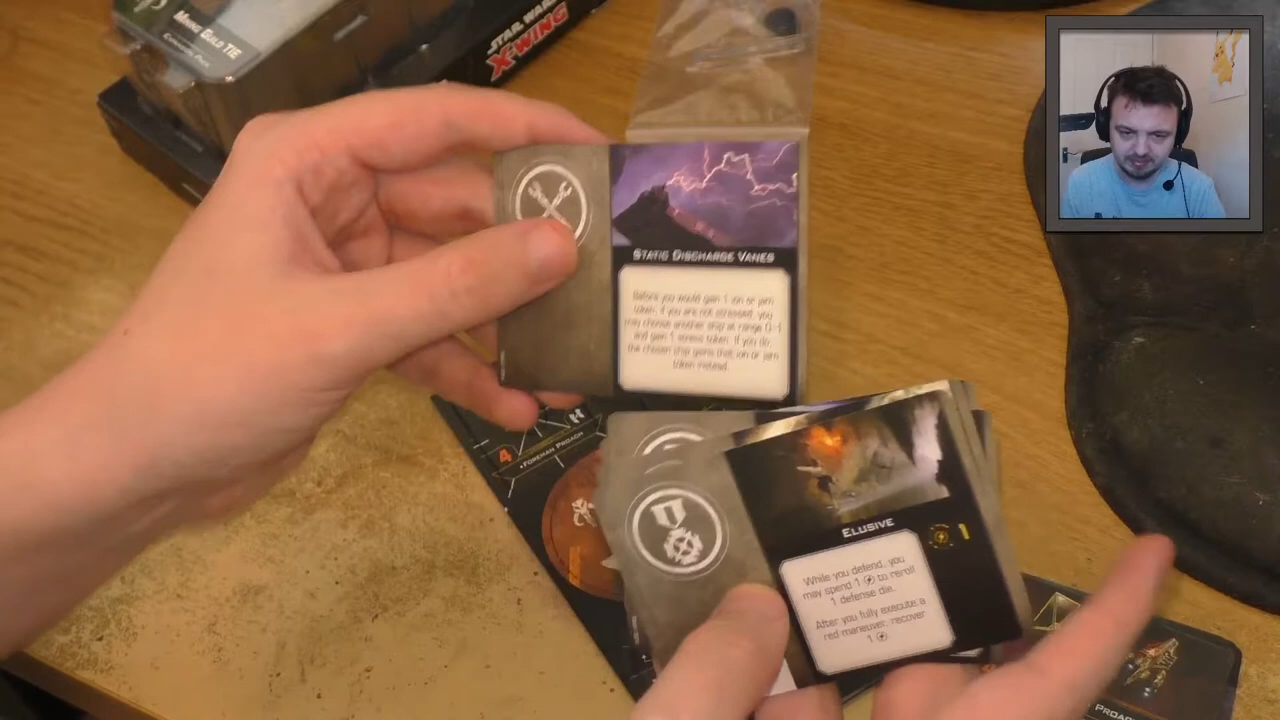 Mining Guild TIE
Expansion Pack
STAR WARS
X-WING
Static Discharge Vanes
Before you would gain 1 ion or jam
token, if you are not stressed, you
may choose another ship at range 0-1
and gain 1 stress token. If you do,
the chosen ship gains that ion or jam
token instead.
4
•Foreman Proach
Elusive
1
While you defend, you
may spend 1 to reroll
1 defense die.
After you fully execute a
red maneuver, recover
1
Proach